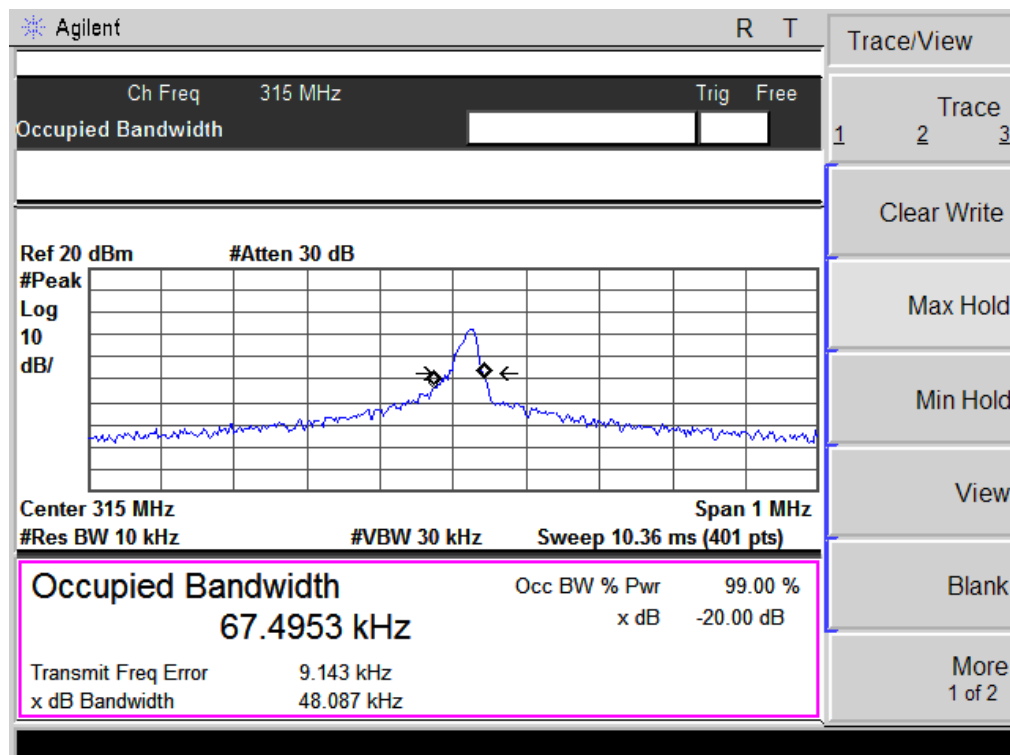 Agilent R T
Trace/View
Ch Freq 315 MHz Trig Free
Occupied Bandwidth
Trace
1 2 3
Clear Write
Max Hold
Min Hold
View
Blank
More
1 of 2
Ref 20 dBm #Atten 30 dB
#Peak
Log
10
dB/
Center 315 MHz Span 1 MHz
#Res BW 10 kHz #VBW 30 kHz Sweep 10.36 ms (401 pts)
Occupied Bandwidth Occ BW % Pwr 99.00 %
67.4953 kHz x dB -20.00 dB
Transmit Freq Error 9.143 kHz
x dB Bandwidth 48.087 kHz